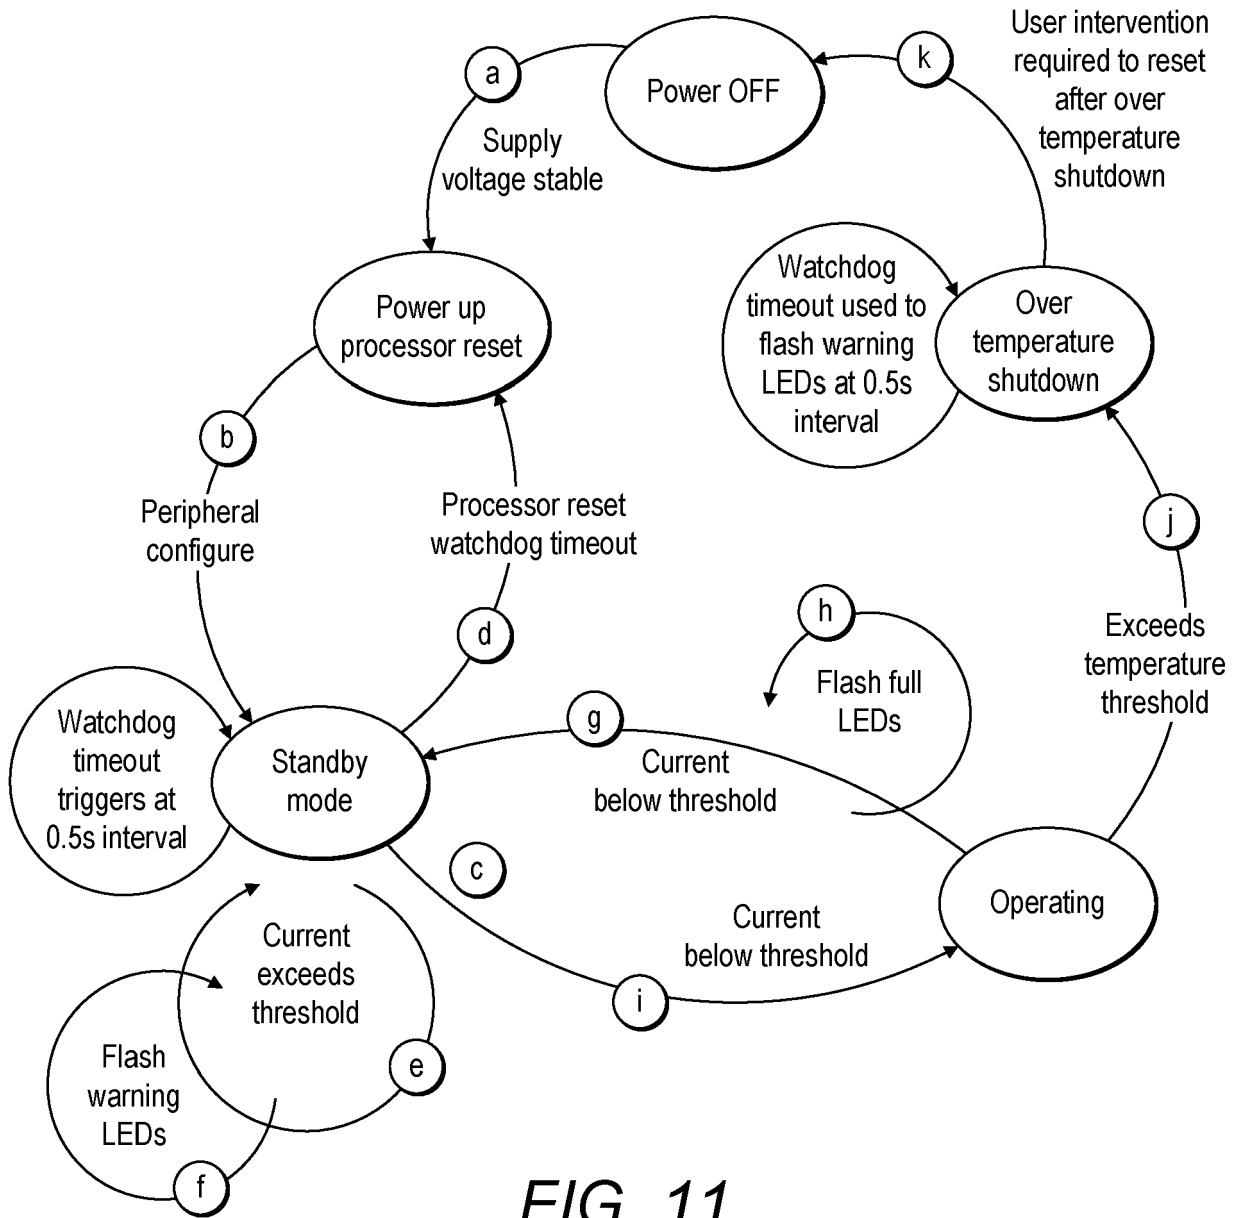 User intervention
required to reset
after over
temperature
shutdown
k
a
Power OFF
Supply
voltage stable
Watchdog
timeout used to
flash warning
LEDs at 0.5s
interval
Over
temperature
shutdown
Power up
processor reset
b
Peripheral
configure
Processor reset
watchdog timeout
j
d
h
Exceeds
temperature
threshold
Flash full
LEDs
g
Current
below threshold
Watchdog
timeout
triggers at
0.5s interval
Standby
mode
c
Operating
Current
below threshold
i
Current
exceeds
threshold
e
Flash
warning
LEDs
f
FIG. 11